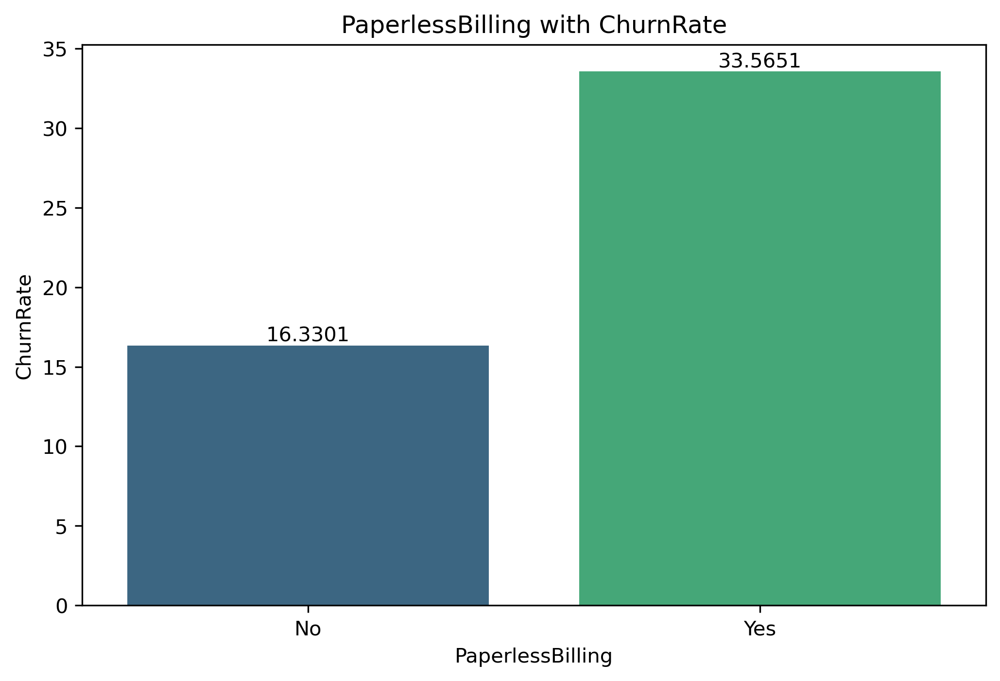 PaperlessBilling with ChurnRate
35
33.5651
30
25
20
16.3301
15
10
5
0
ChurnRate
No
Yes
PaperlessBilling